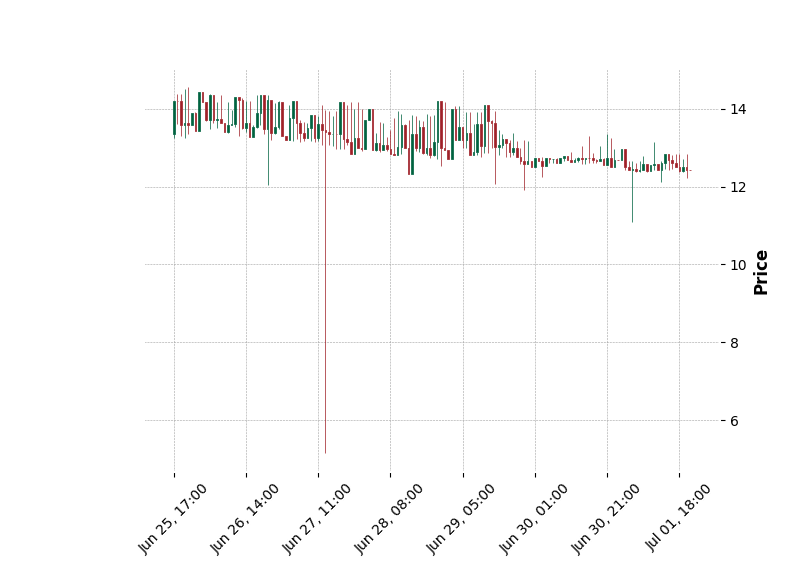 14
12
10
8
6
Price
Jun 25, 17:00
Jun 26, 14:00
Jun 27, 11:00
Jun 28, 08:00
Jun 29, 05:00
Jun 30, 01:00
Jun 30, 21:00
Jul 01, 18:00